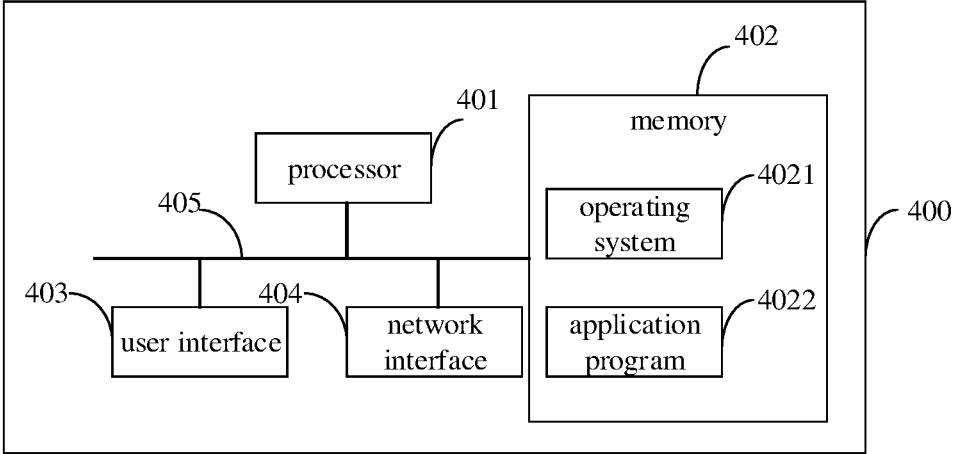 402
memory
401
processor
4021
operating
system
405
400
403
user interface
404
network
interface
4022
application
program